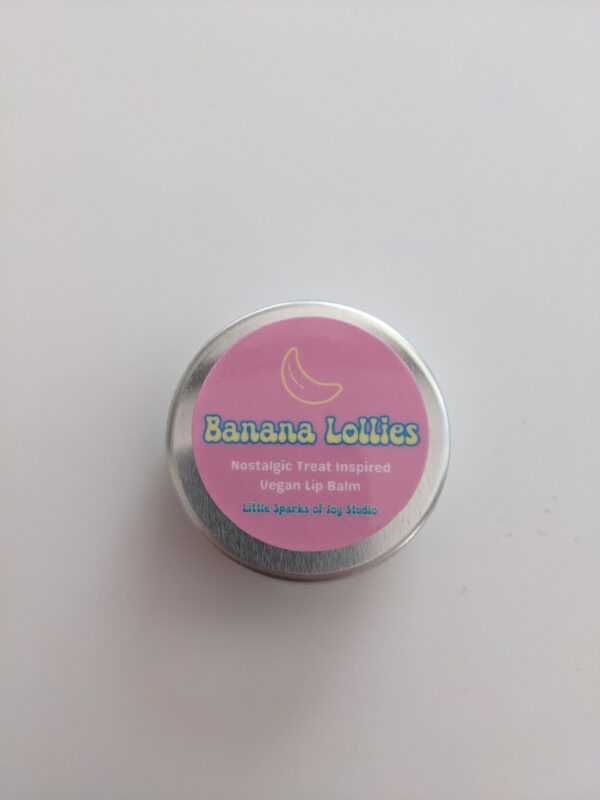 Banana Lollies
Nostalgic Treat Inspired
Vegan Lip Balm
Little Sparks of Joy Studio